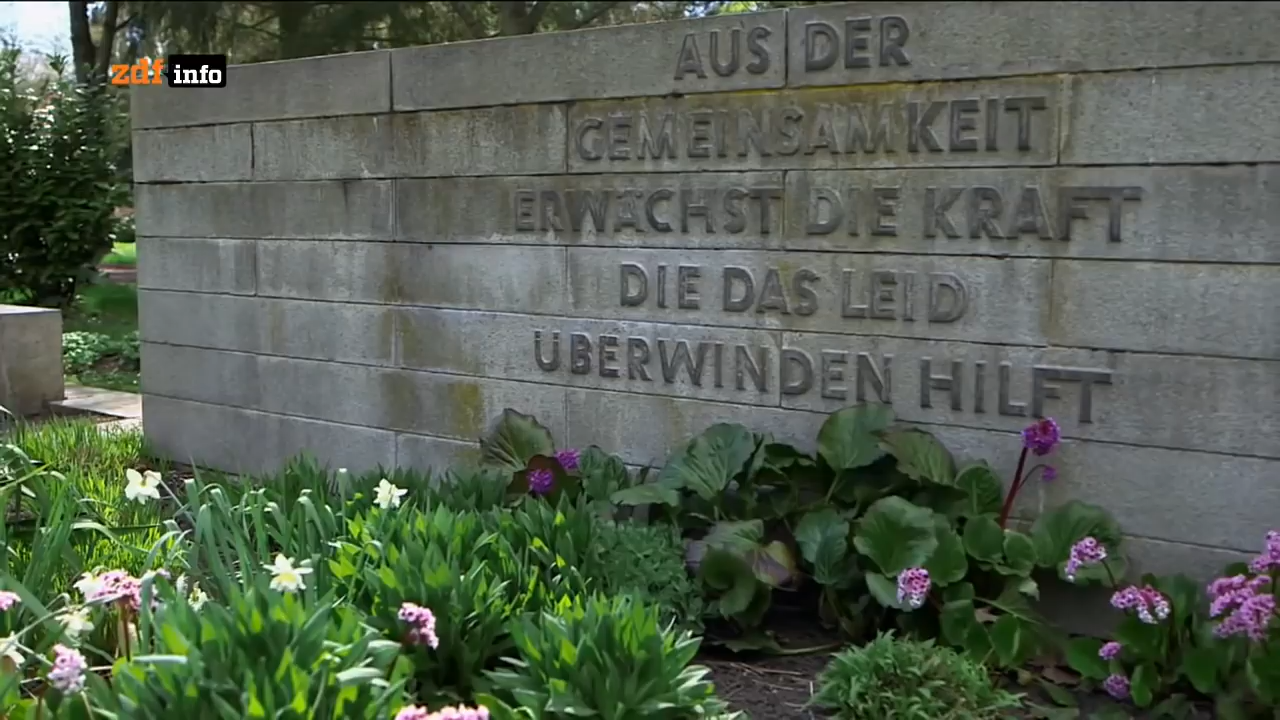 zdf info
AUS DER
GEMEINSAMKEIT
ERWÄCHST DIE KRAFT
DIE DAS LEID
ÜBERWINDEN HILFT